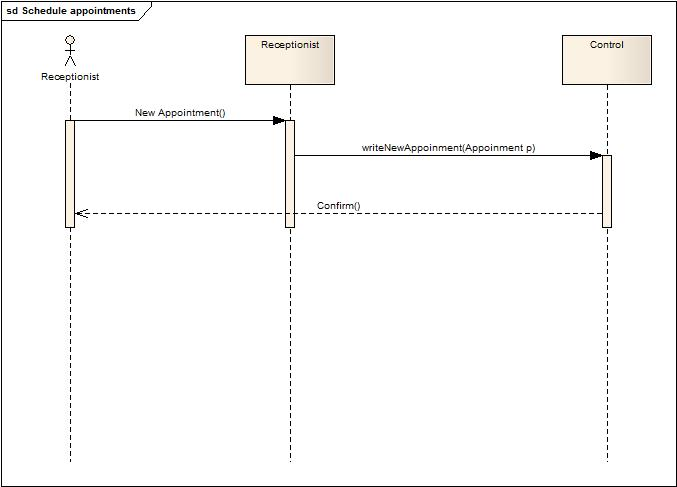 sd Schedule appointments
Receptionist
Receptionist
Control
New Appointment()
writeNewAppoinment(Appoinment p)
Confirm()